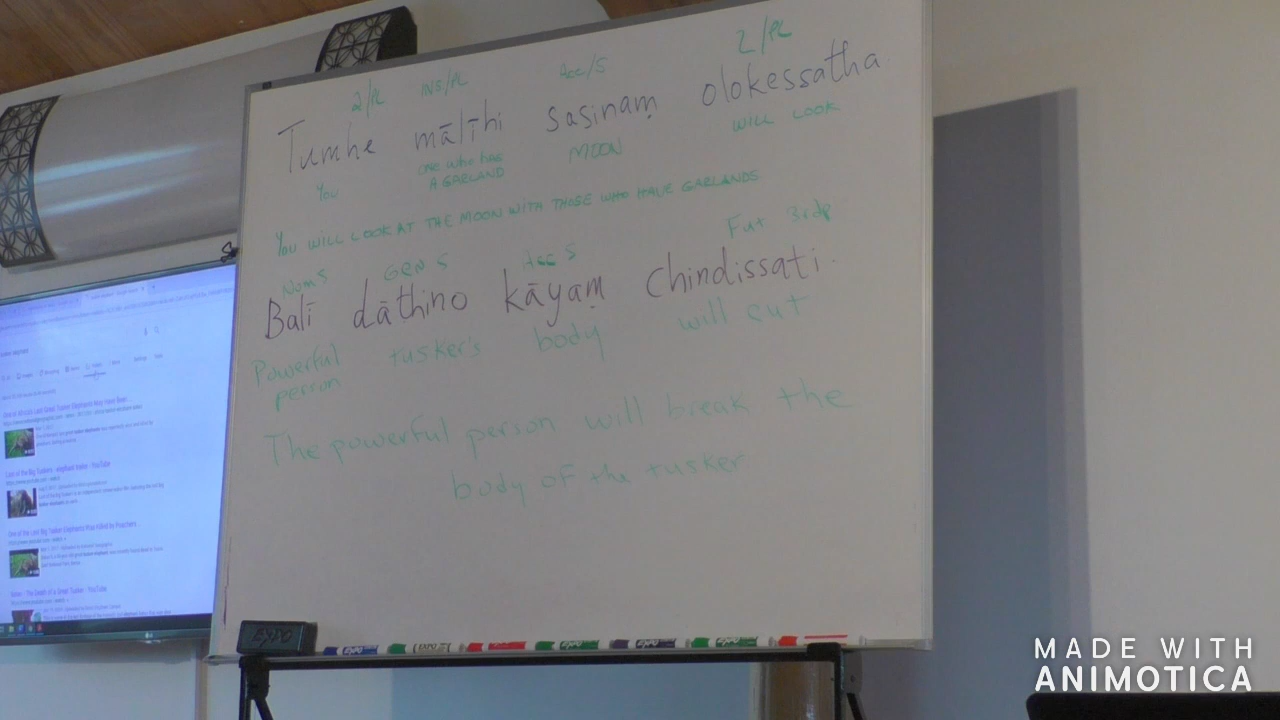 2/PL INS/PL Acc/S 2/PL
Tumhe mālīhi sasinaṃ olokessatha.
You one who has A GARLAND MOON WILL LOOK
You WILL LOOK AT THE MOON WITH THOSE WHO HAVE GARLANDS
Nom S GEN S Acc S Fut 3rd
Balī dāṭhino kāyaṃ chindissati.
Powerful person tusker's body will cut
The powerful person will break the
body of the tusker
EXPO
LG
MADE WITH
ANIMOTICA